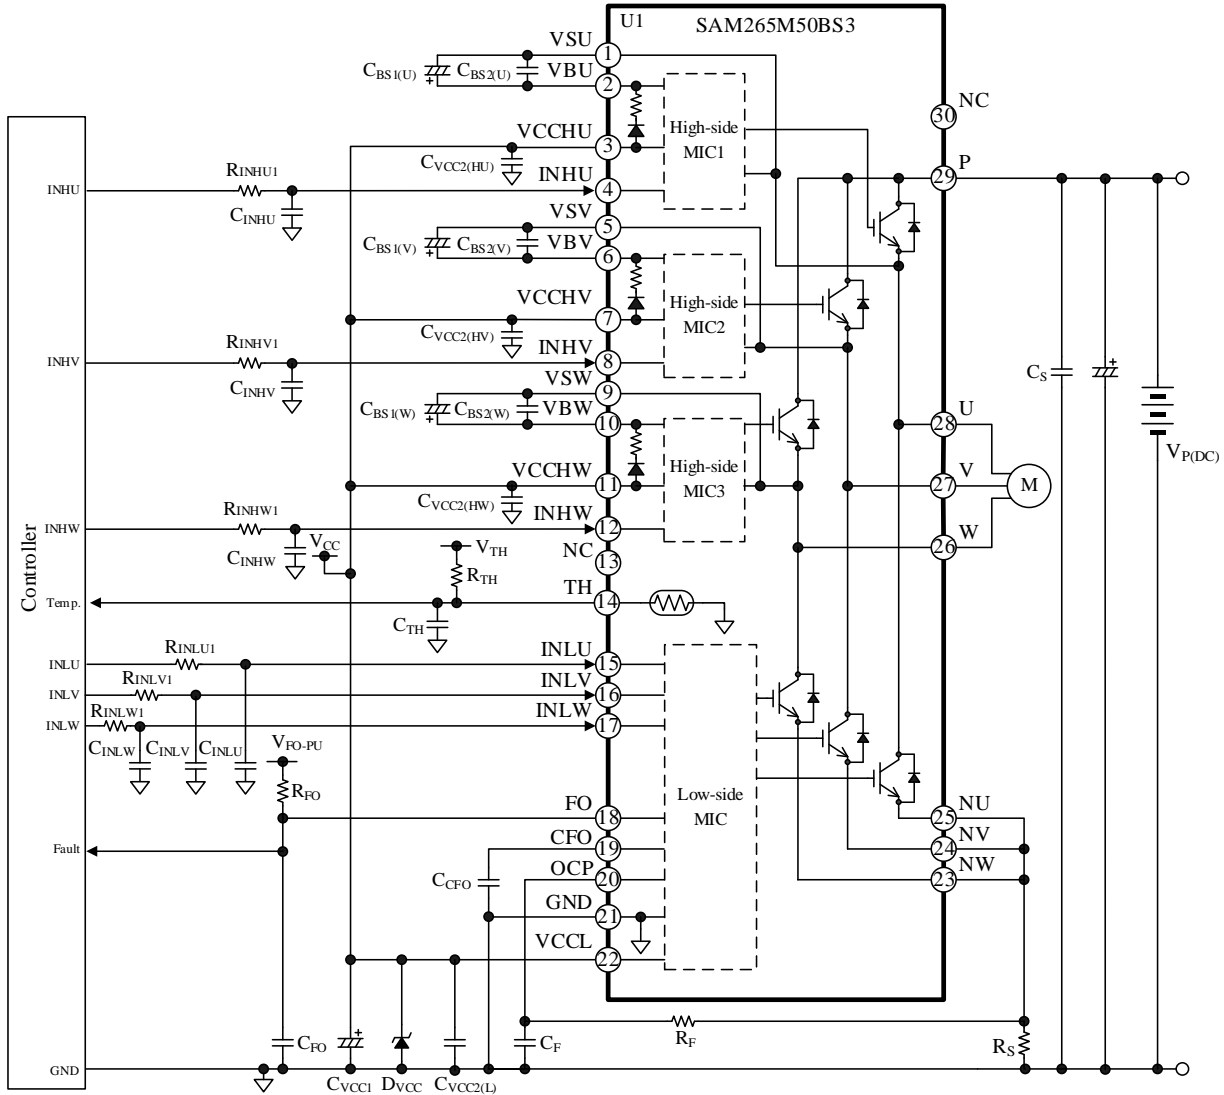 U1
SAM265M50BS3
VSU
1
CBS1(U)
CBS2(U)
VBU
2
NC
30
High-side
MIC1
VCCHU
3
CVCC2(HU)
P
29
RINHU1
INHU
INHU
4
CINHU
VSV
5
CBS1(V)
CBS2(V)
VBV
6
VCCHV
7
High-side
MIC2
CVCC2(HV)
RINHV1
INHV
INHV
8
CINHV
CS
VSW
9
CBS1(W)
CBS2(W)
VBW
10
U
28
VP(DC)
VCCHW
11
High-side
MIC3
V
27
M
CVCC2(HW)
RINHW1
INHW
INHW
12
W
26
VCC
CINHW
NC
13
VTH
RTH
Controller
TH
14
Temp.
CTH
RINLU1
INLU
INLU
15
RINLV1
INLV
INLV
16
RINLW1
INLW
INLW
17
CINLW
CINLV
CINLU
VFO-PU
RFO
Low-side
MIC
FO
18
NU
25
Fault
CFO
19
NV
24
OCP
20
NW
23
CCFO
GND
21
VCCL
22
CFO
CF
RF
RS
GND
CVCC1
DVCC
CVCC2(L)